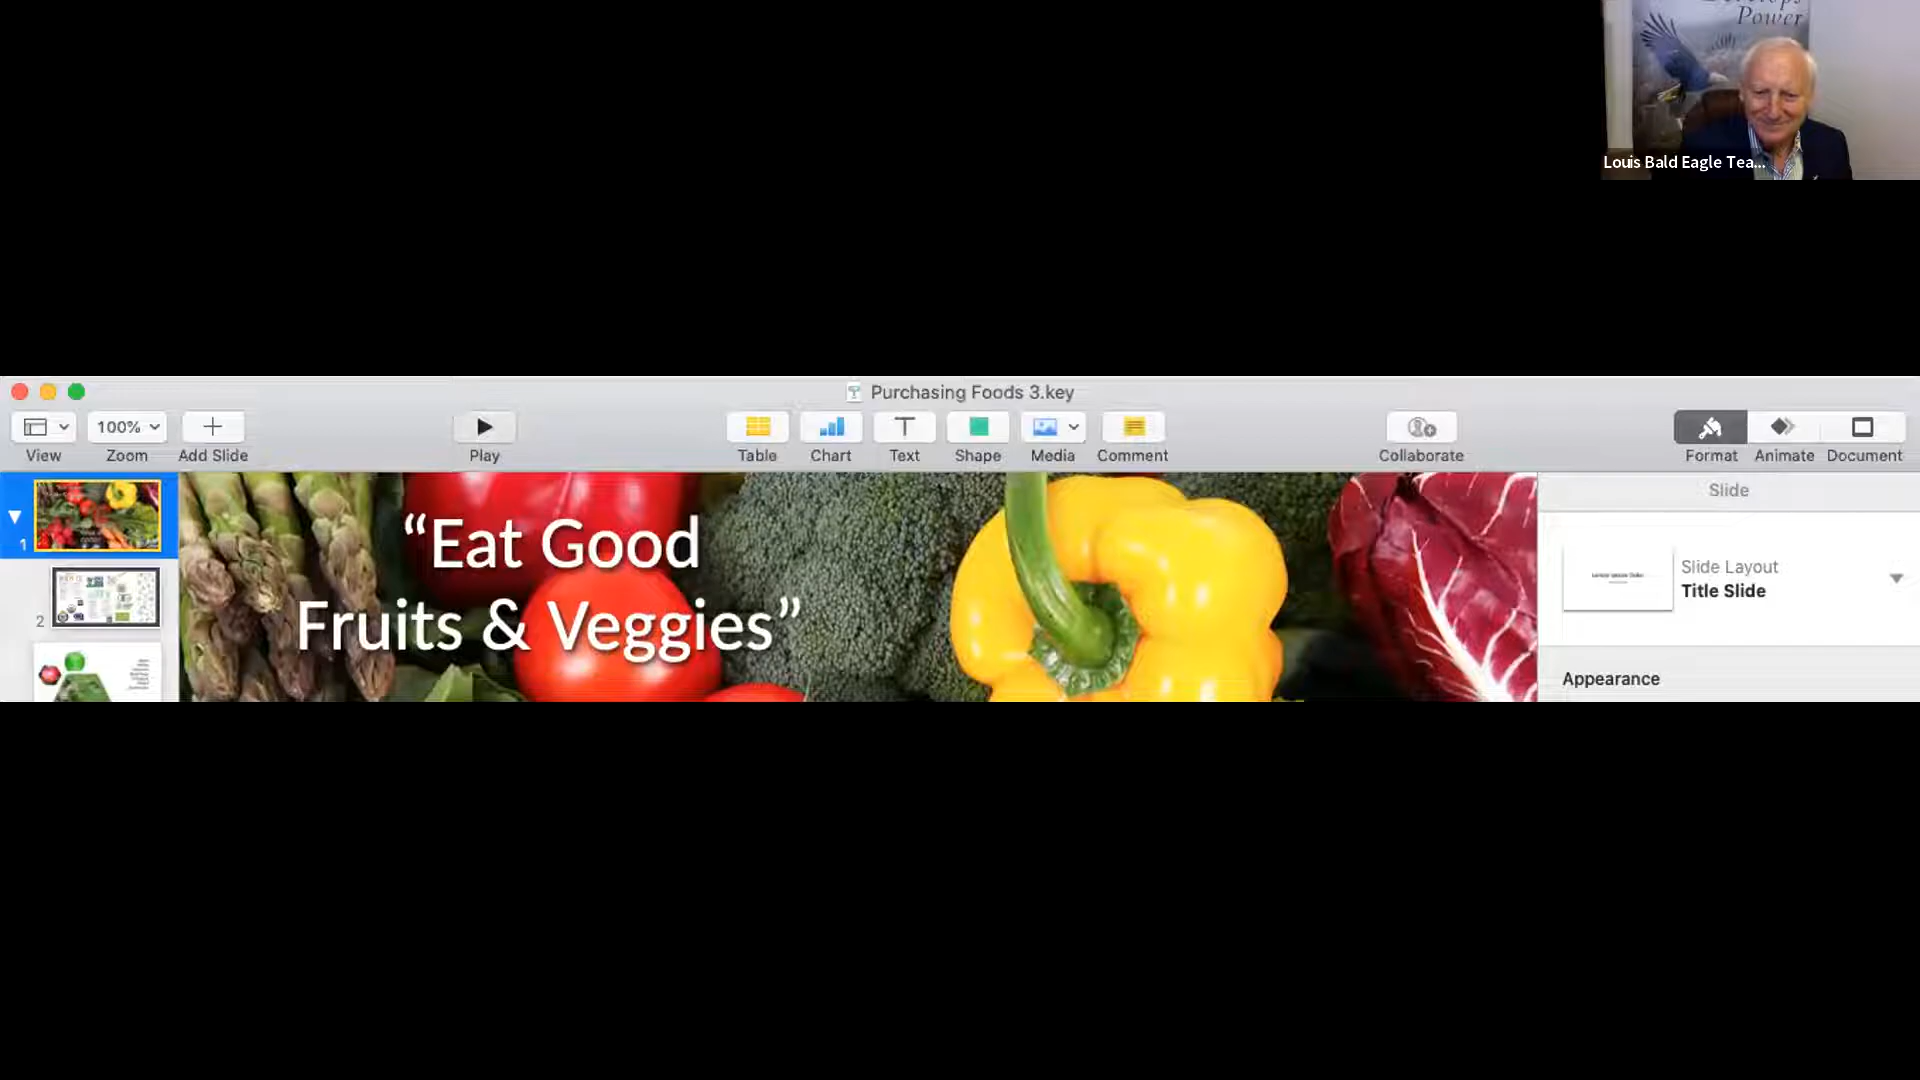 Develops
Power
Louis Bald Eagle Tea...
Purchasing Foods 3.key
100%
View
Zoom
Add Slide
Play
Table
Chart
Text
Shape
Media
Comment
Collaborate
Format
Animate
Document
1
2
“Eat Good
Fruits & Veggies”
Slide
Slide Layout
Title Slide
Appearance